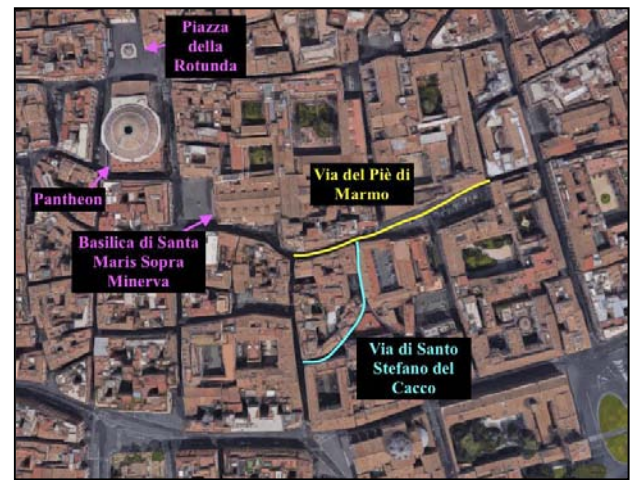 Piazza
della
Rotunda
Pantheon
Via del Piè di
Marmo
Basilica di Santa
Maris Sopra
Minerva
Via di Santo
Stefano del
Cacco